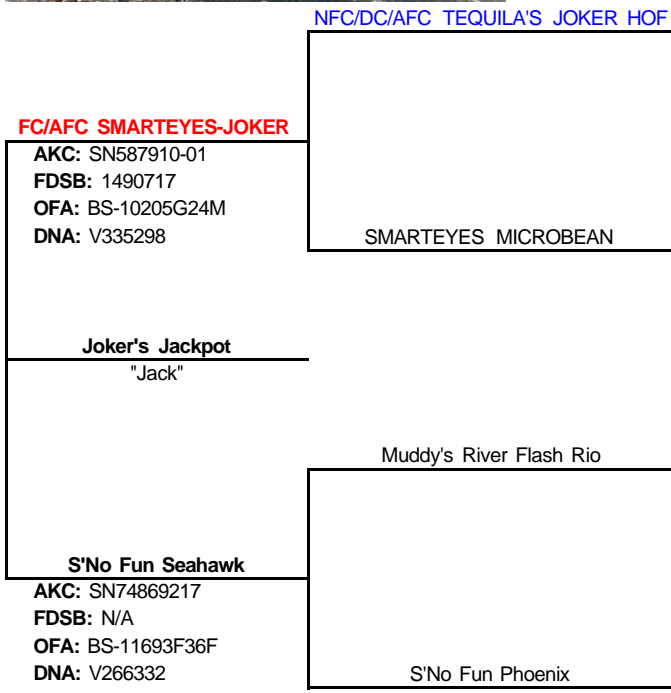 NFC/DC/AFC TEQUILA'S JOKER HOF
FC/AFC SMARTEYES-JOKER
AKC: SN587910-01
FDSB: 1490717
OFA: BS-10205G24M
DNA: V335298
SMARTEYES MICROBEAN
Joker's Jackpot
"Jack"
Muddy's River Flash Rio
S'No Fun Seahawk
AKC: SN74869217
FDSB: N/A
OFA: BS-11693F36F
DNA: V266332
S'No Fun Phoenix